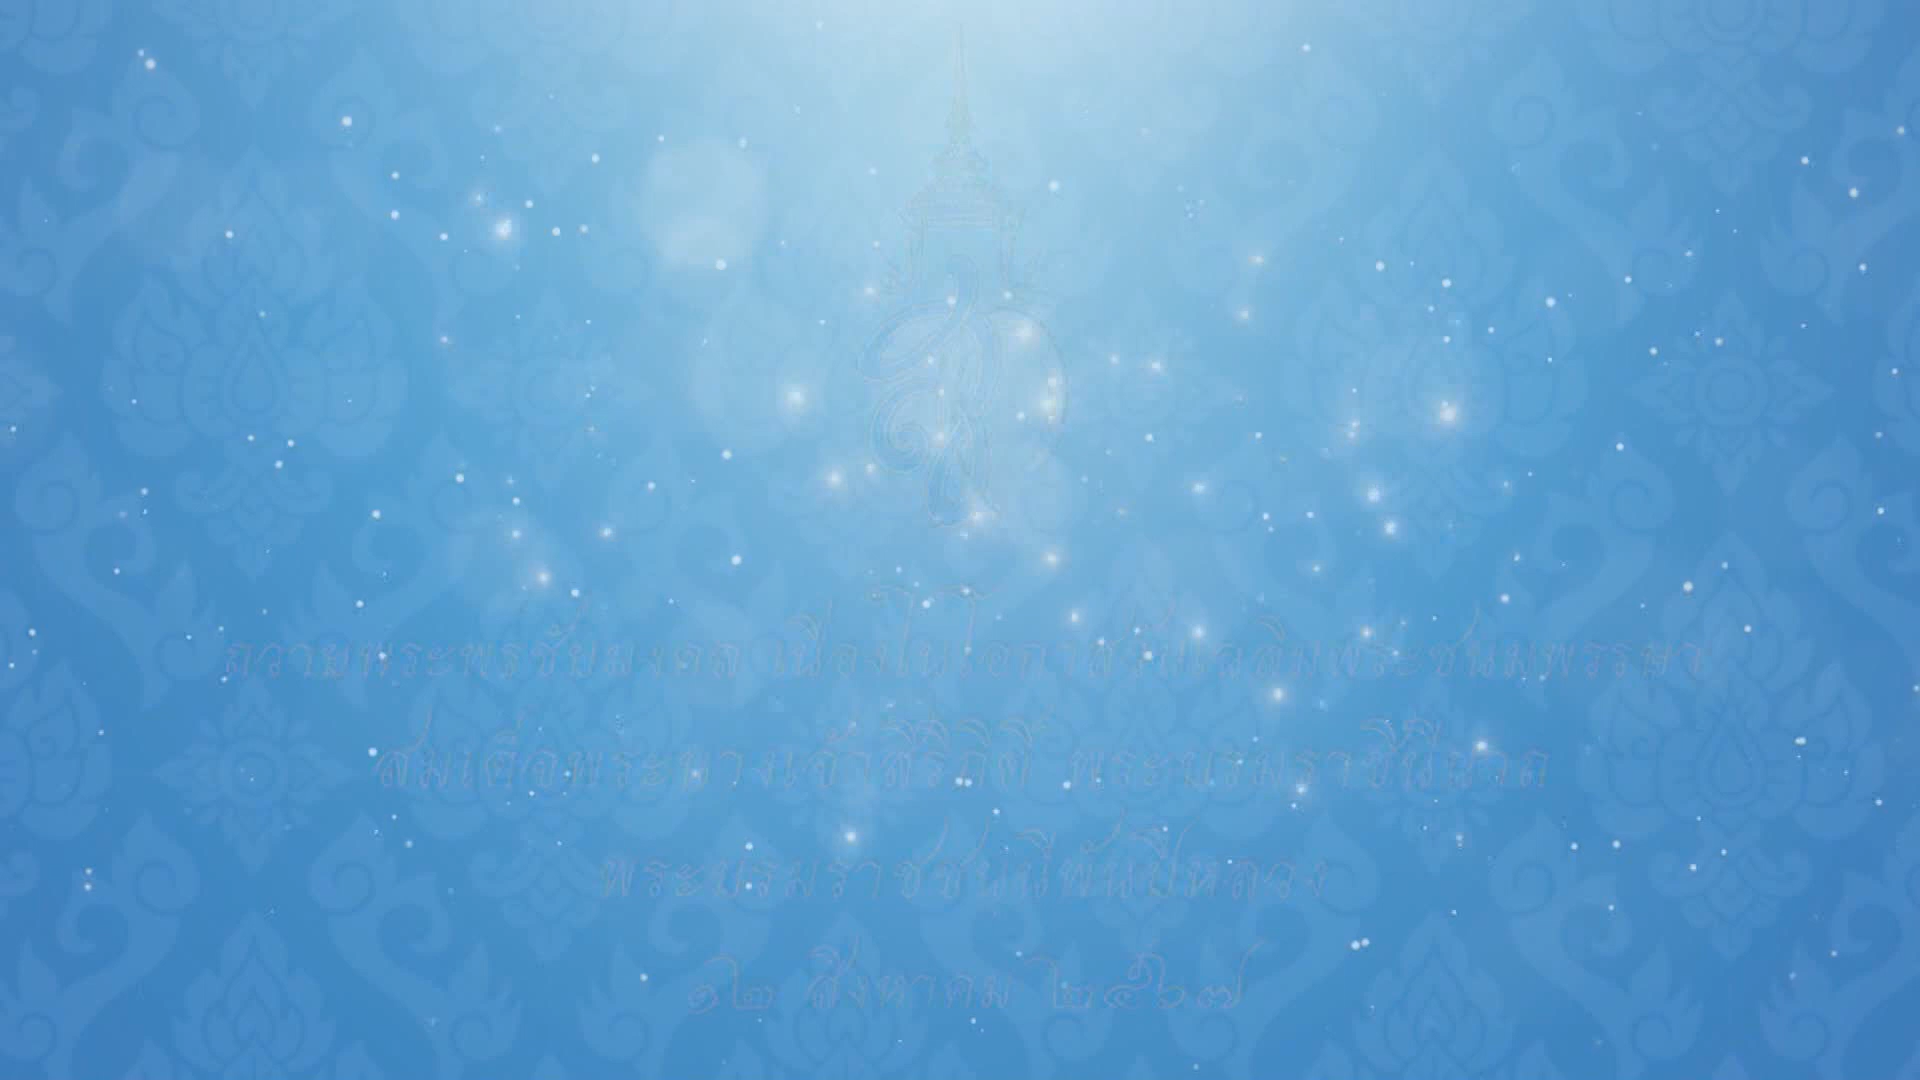 ส
ถวายพระพรชัยมงคล เนื่องในโอกาสวันเฉลิมพระชนมพรรษา
สมเด็จพระนางเจ้าสิริกิติ์ พระบรมราชินีนาถ
พระบรมราชชนนีพันปีหลวง
๑๒ สิงหาคม ๒๕๖๗